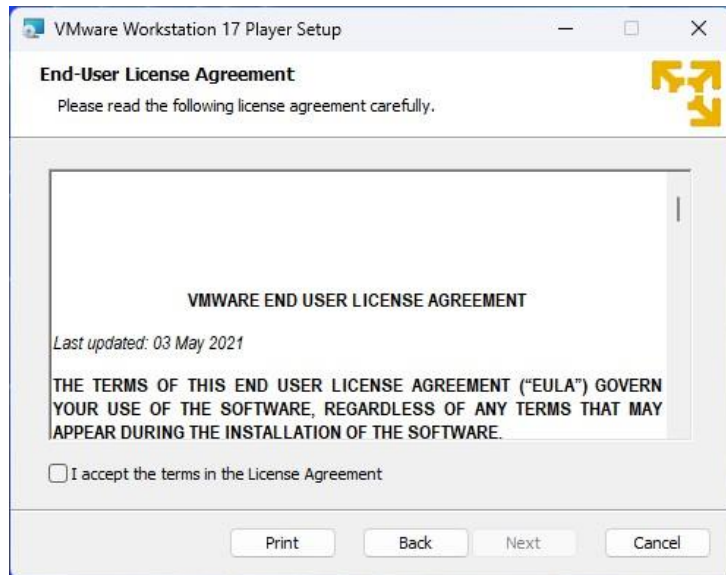 VMware Workstation 17 Player Setup
End-User License Agreement
Please read the following license agreement carefully.
VMWARE END USER LICENSE AGREEMENT
Last updated: 03 May 2021
THE TERMS OF THIS END USER LICENSE AGREEMENT (“EULA”) GOVERN
YOUR USE OF THE SOFTWARE, REGARDLESS OF ANY TERMS THAT MAY
APPEAR DURING THE INSTALLATION OF THE SOFTWARE.
I accept the terms in the License Agreement
Print Back Next Cancel